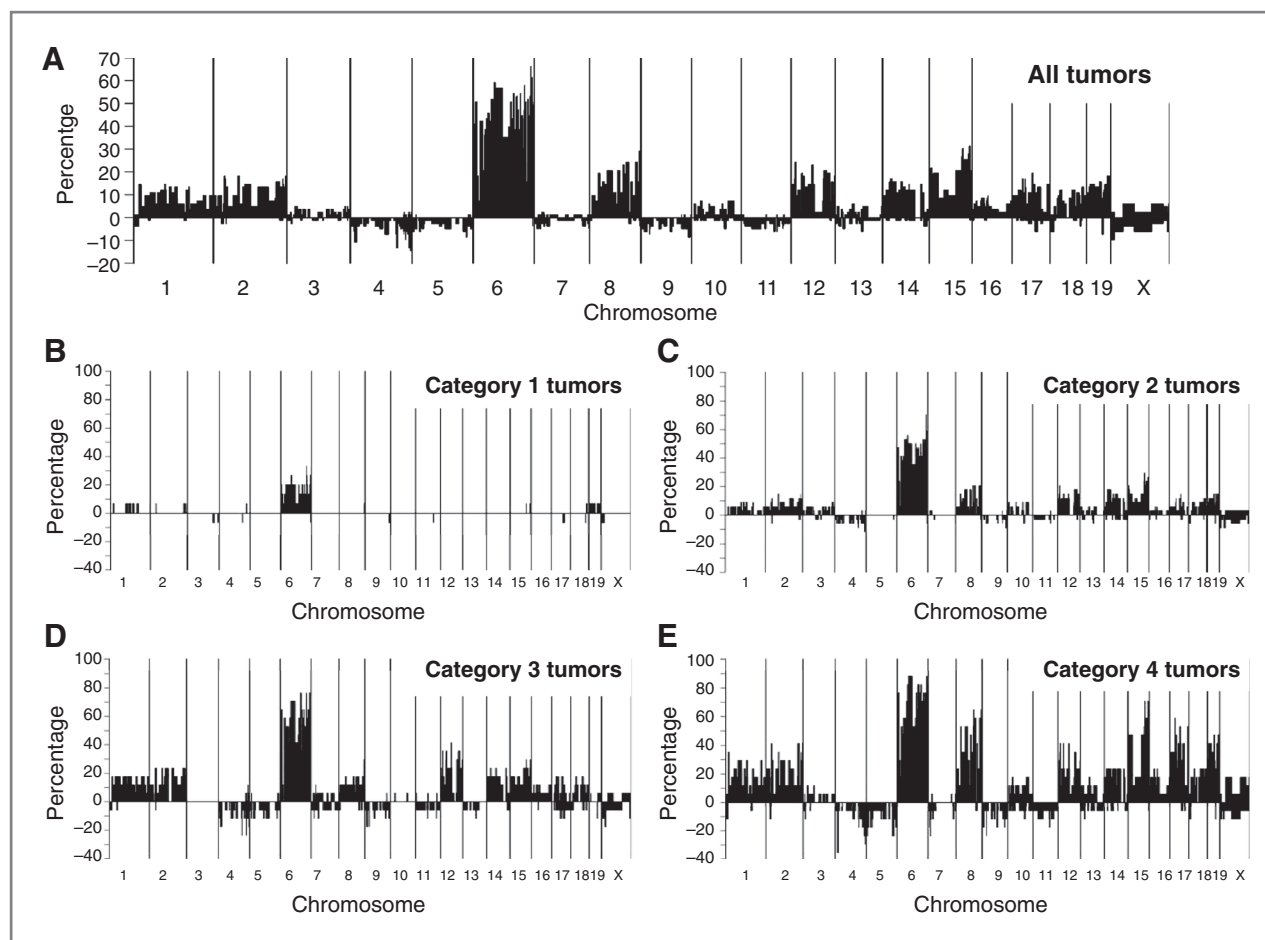 A
All tumors
Percentge
70
60
50
40
30
20
10
0
−10
−20
1 2 3 4 5 6 7 8 9 10 11 12 13 14 15 16 17 18 19 X
Chromosome
B
Category 1 tumors
Percentage
100
80
60
40
20
0
−20
−40
1 2 3 4 5 6 7 8 9 10 11 12 13 14 15 16 17 18 19 X
Chromosome
C
Category 2 tumors
Percentage
100
80
60
40
20
0
−20
−40
1 2 3 4 5 6 7 8 9 10 11 12 13 14 15 16 17 18 19 X
Chromosome
D
Category 3 tumors
Percentage
100
80
60
40
20
0
−20
−40
1 2 3 4 5 6 7 8 9 10 11 12 13 14 15 16 17 18 19 X
Chromosome
E
Category 4 tumors
Percentage
100
80
60
40
20
0
−20
−40
1 2 3 4 5 6 7 8 9 10 11 12 13 14 15 16 17 18 19 X
Chromosome